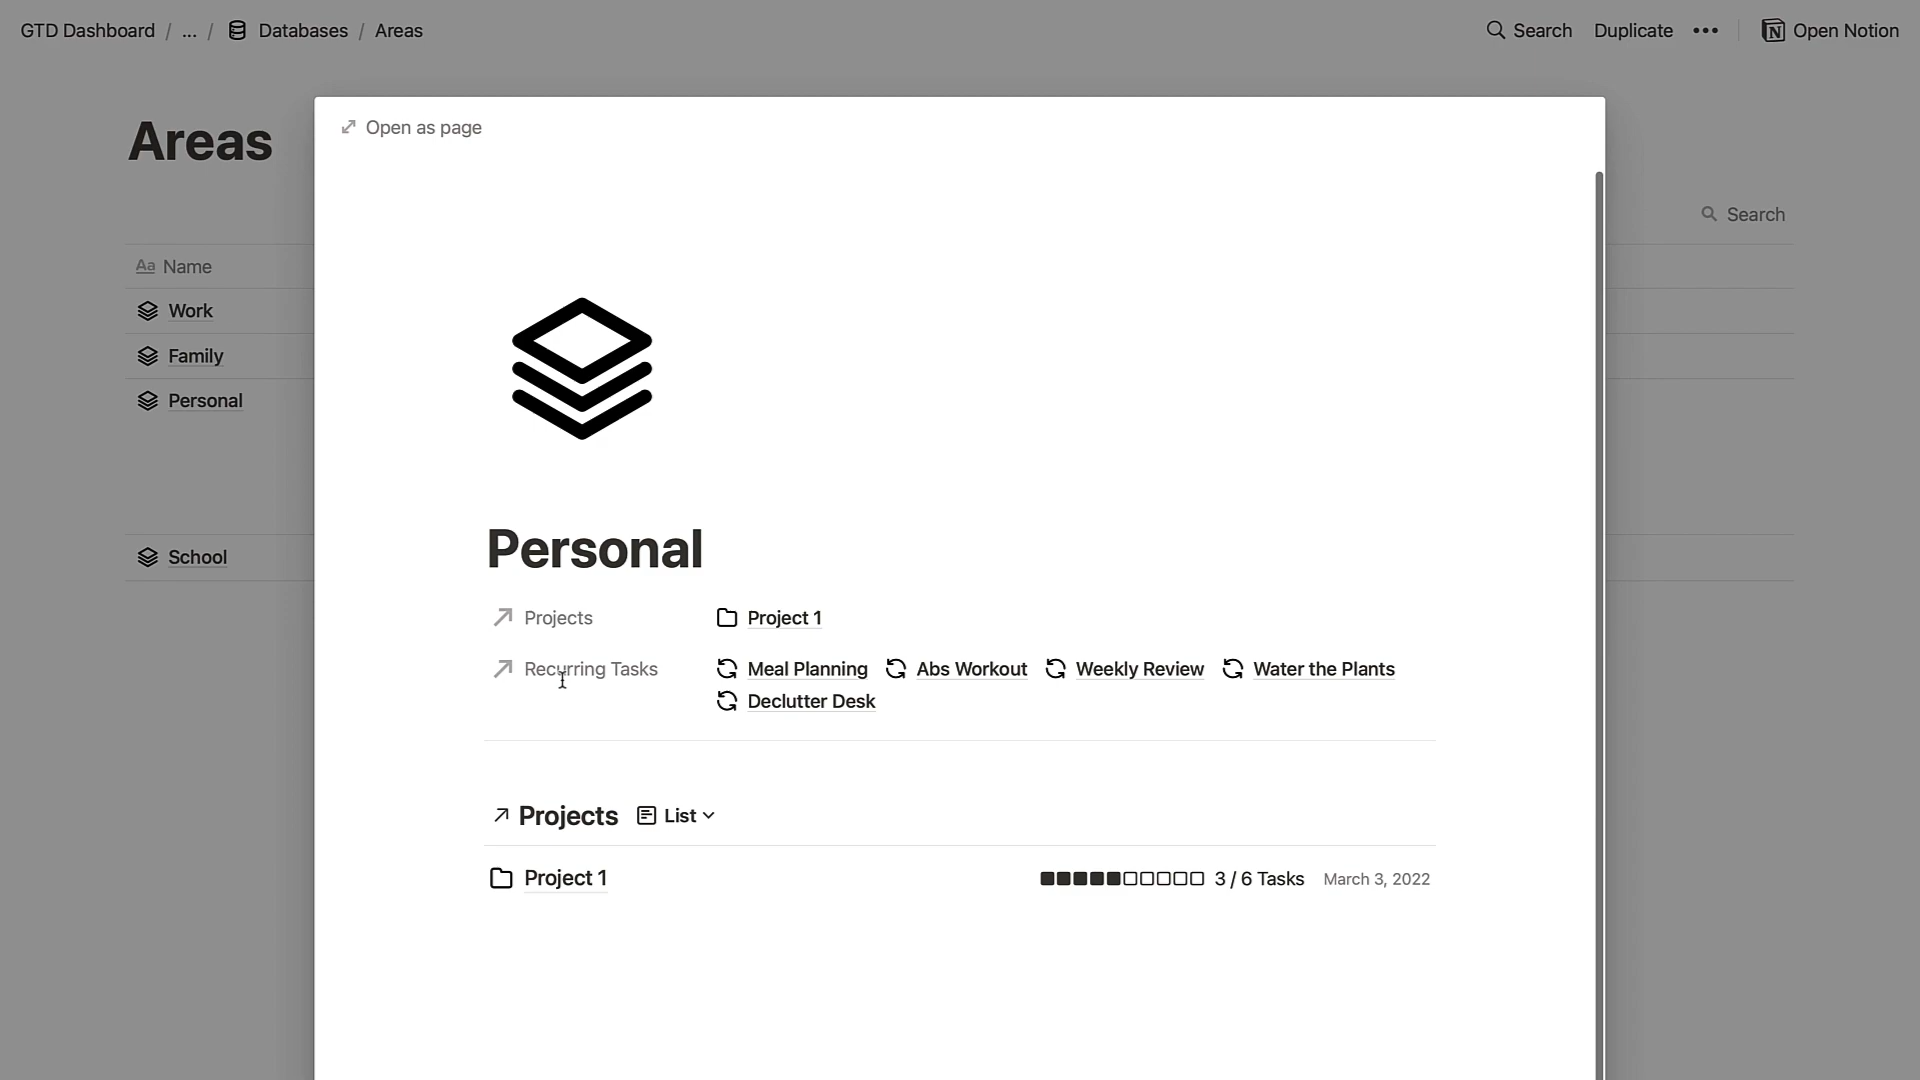 GTD Dashboard / ... / Databases / Areas
Search Duplicate ••• Open Notion
Open as page
Areas
Search
Aa Name
Work
Family
Personal
School
Personal
Projects Project 1
Recurring Tasks Meal Planning Abs Workout Weekly Review Water the Plants
Declutter Desk
Projects List
Project 1 3 / 6 Tasks March 3, 2022